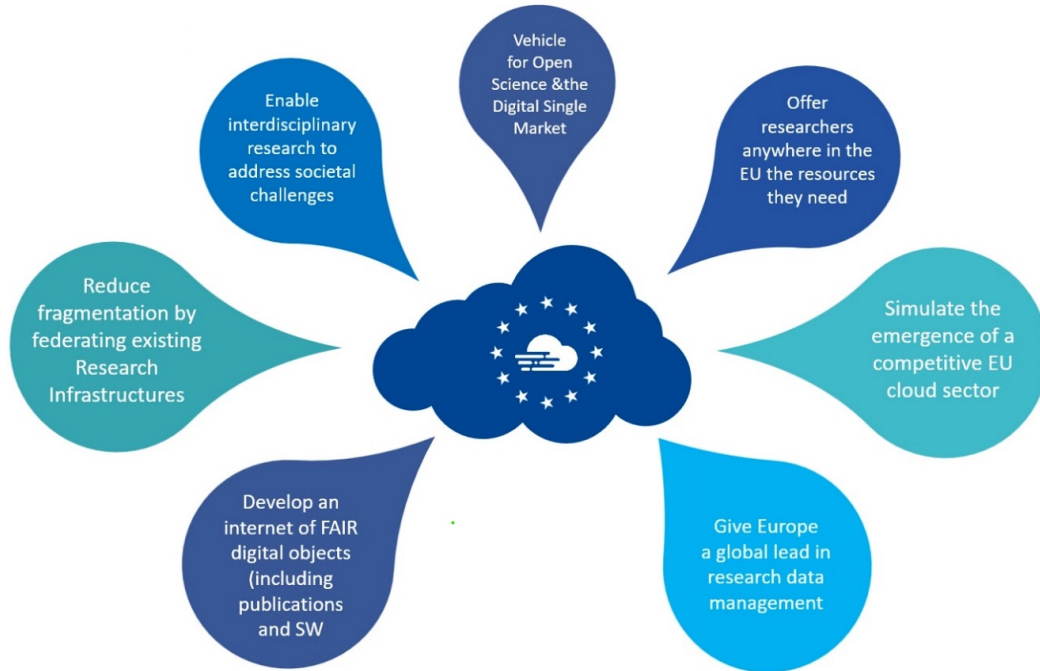 Vehicle
for Open
Science &the
Digital Single
Market
Enable
interdisciplinary
research to
address societal
challenges
Offer
researchers
anywhere in the
EU the resources
they need
Reduce
fragmentation by
federating existing
Research
Infrastructures
Simulate the
emergence of a
competitive EU
cloud sector
Develop an
internet of FAIR
digital objects
(including
publications
and SW
Give Europe
a global lead in
research data
management